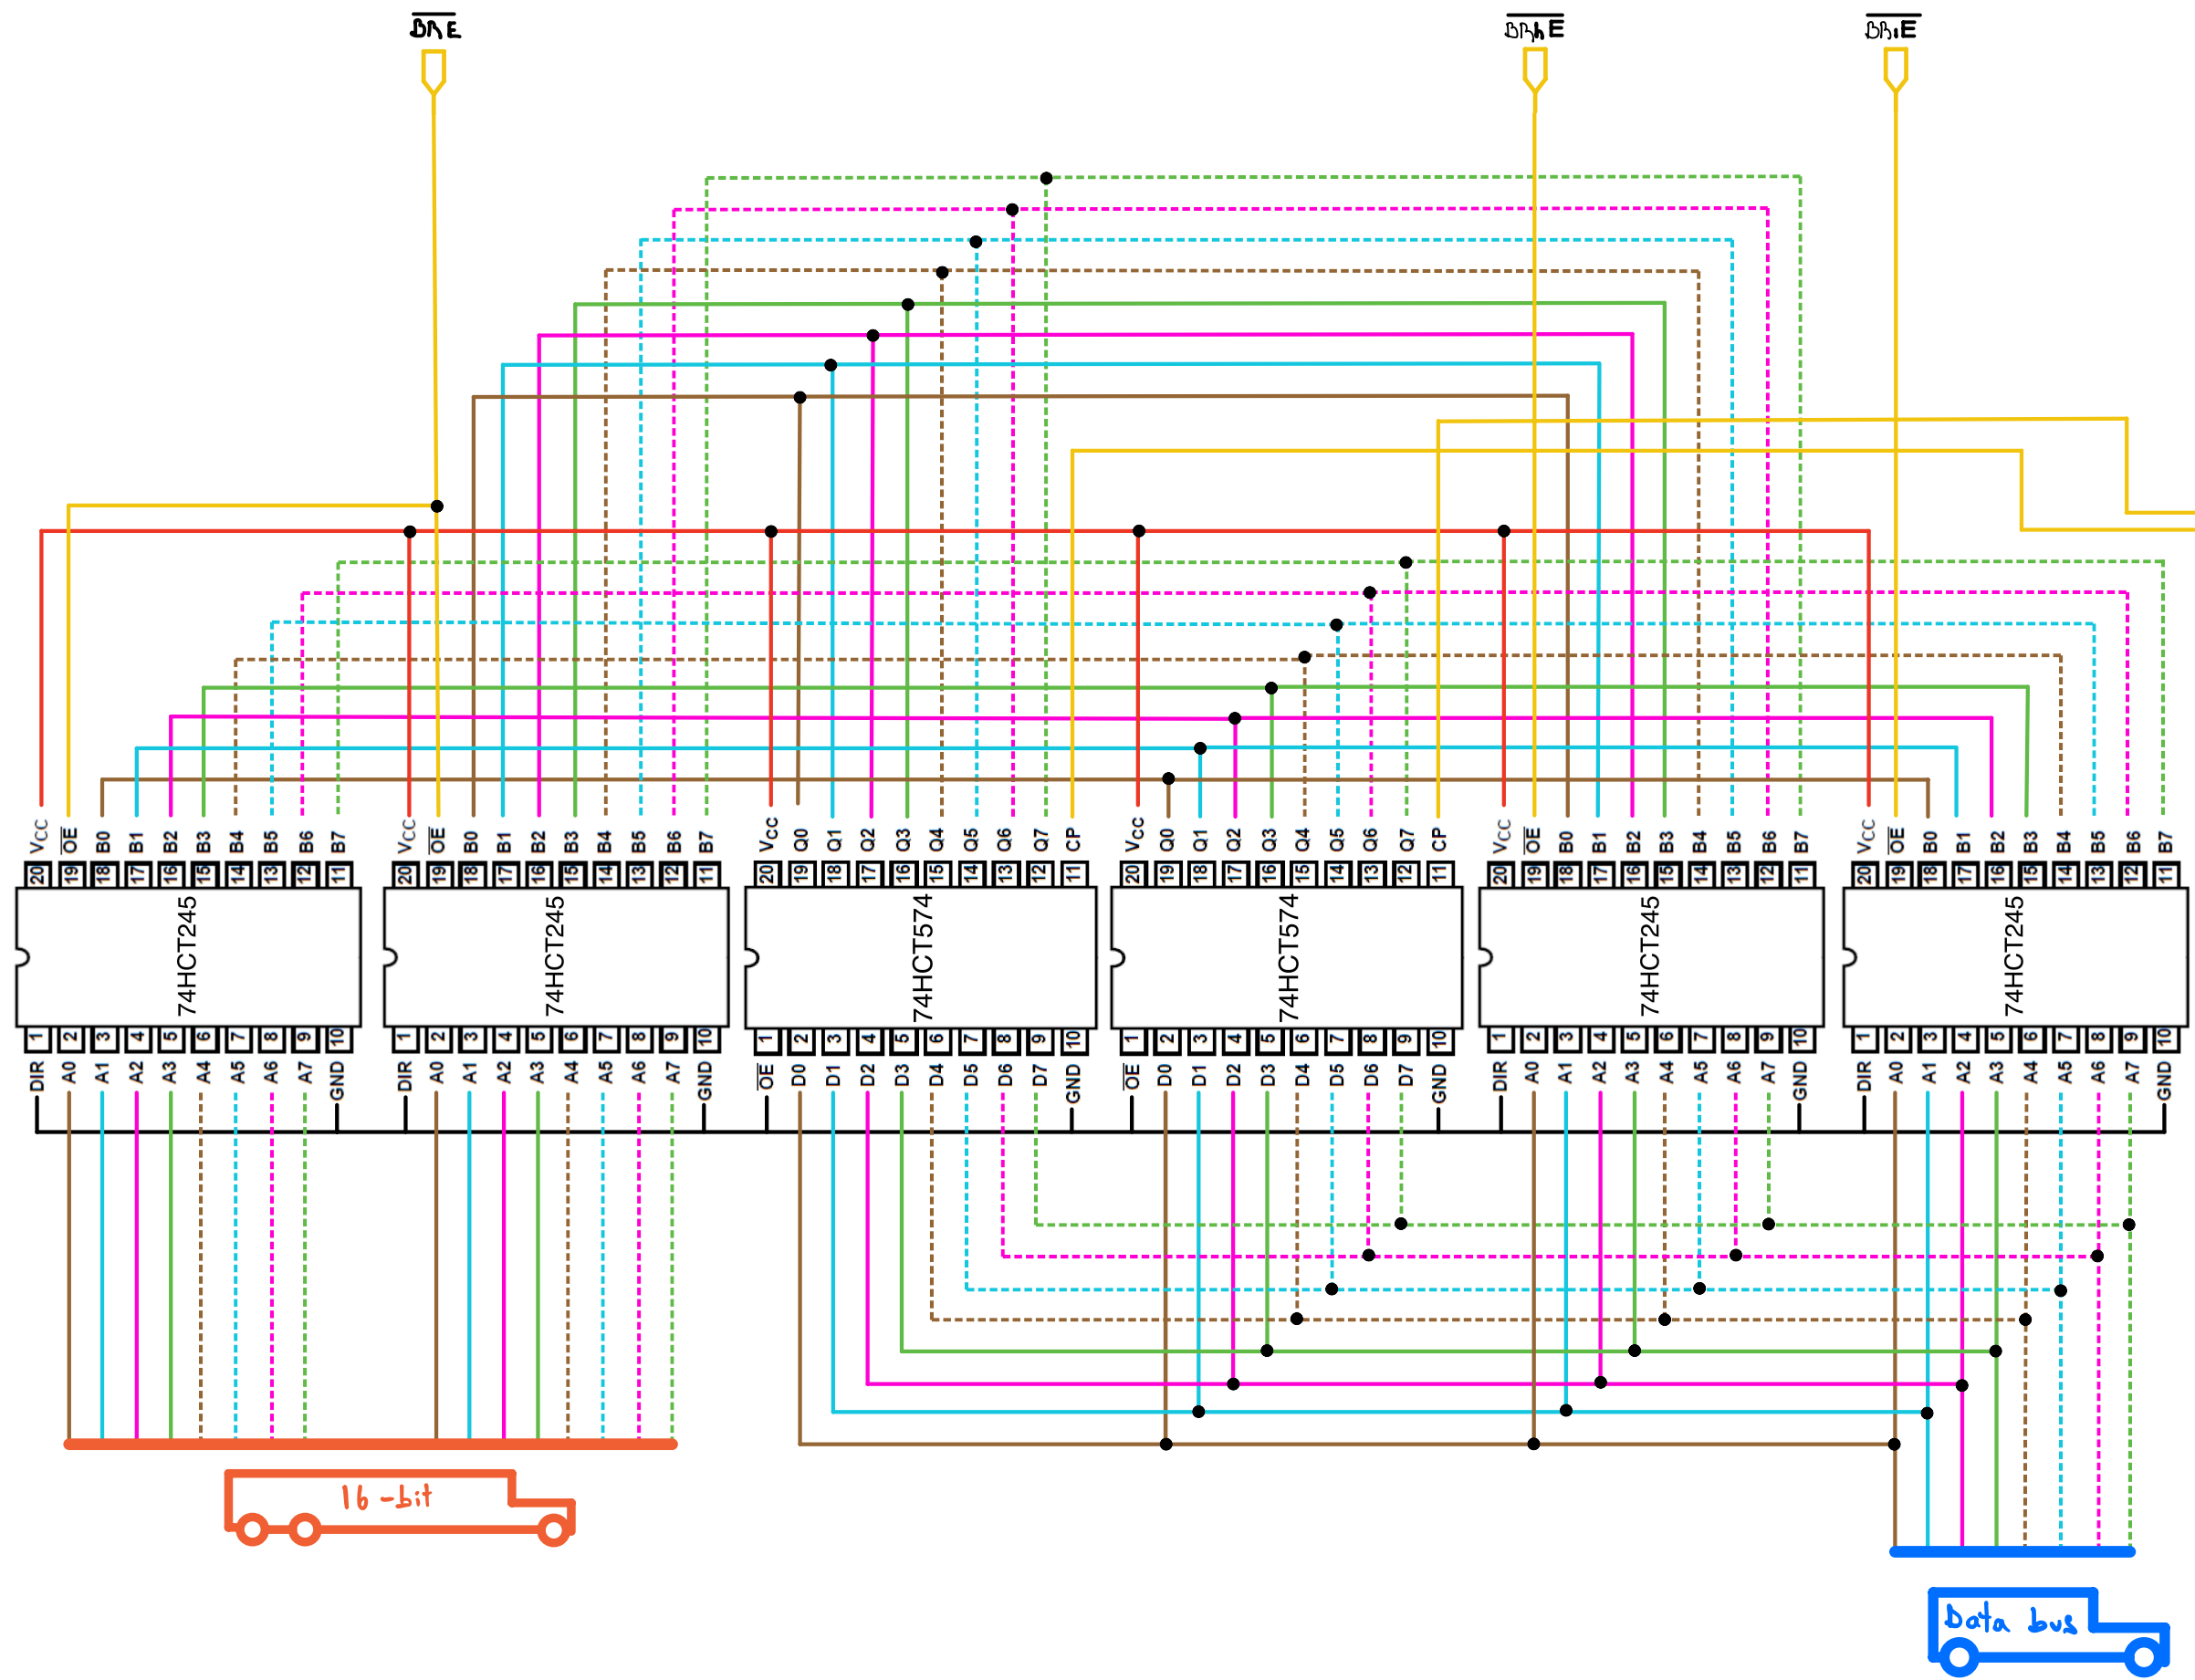 BRE BRhE BRlE
VCC OE B0 B1 B2 B3 B4 B5 B6 B7 VCC OE B0 B1 B2 B3 B4 B5 B6 B7 Vcc Q0 Q1 Q2 Q3 Q4 Q5 Q6 Q7 CP Vcc Q0 Q1 Q2 Q3 Q4 Q5 Q6 Q7 CP VCC OE B0 B1 B2 B3 B4 B5 B6 B7 VCC OE B0 B1 B2 B3 B4 B5 B6 B7
20 19 18 17 16 15 14 13 12 11 20 19 18 17 16 15 14 13 12 11 20 19 18 17 16 15 14 13 12 11 20 19 18 17 16 15 14 13 12 11 20 19 18 17 16 15 14 13 12 11 20 19 18 17 16 15 14 13 12 11
74HCT245 74HCT245 74HCT574 74HCT574 74HCT245 74HCT245
1 2 3 4 5 6 7 8 9 10 1 2 3 4 5 6 7 8 9 10 1 2 3 4 5 6 7 8 9 10 1 2 3 4 5 6 7 8 9 10 1 2 3 4 5 6 7 8 9 10 1 2 3 4 5 6 7 8 9 10
DIR A0 A1 A2 A3 A4 A5 A6 A7 GND DIR A0 A1 A2 A3 A4 A5 A6 A7 GND OE D0 D1 D2 D3 D4 D5 D6 D7 GND OE D0 D1 D2 D3 D4 D5 D6 D7 GND DIR A0 A1 A2 A3 A4 A5 A6 A7 GND DIR A0 A1 A2 A3 A4 A5 A6 A7 GND
16-bit
Data bus